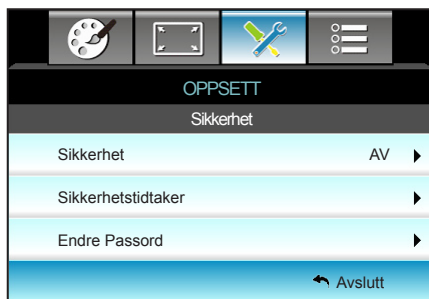 OPPSETT
Sikkerhet
Sikkerhet AV
Sikkerhetstidtaker
Endre Passord
Avslutt